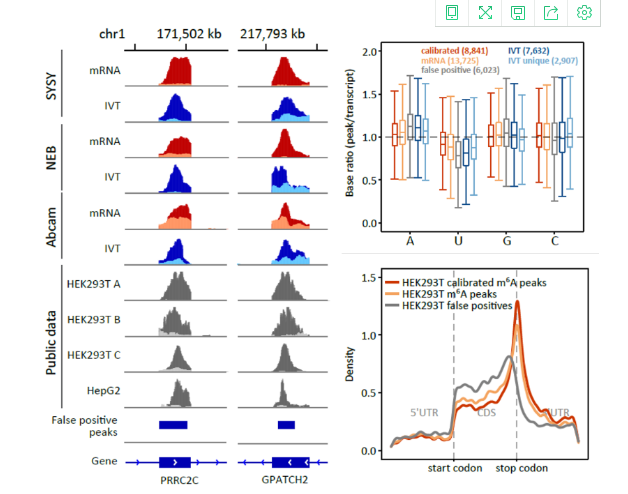 chr1 171,502 kb 217,793 kb
SYSY
mRNA
IVT
NEB
mRNA
IVT
Abcam
mRNA
IVT
Public data
HEK293T A
HEK293T B
HEK293T C
HepG2
False positive
peaks
Gene
PRRC2C GPATCH2
Base ratio (peak/transcript)
2.0
1.5
1.0
0.5
0.0
calibrated (8,841) IVT (7,632)
mRNA (13,725) IVT unique (2,907)
false positive (6,023)
A U G C
Density
1.5
1.0
0.5
0.0
HEK293T calibrated m⁶A peaks
HEK293T m⁶A peaks
HEK293T false positives
5'UTR CDS UTR
start codon stop codon